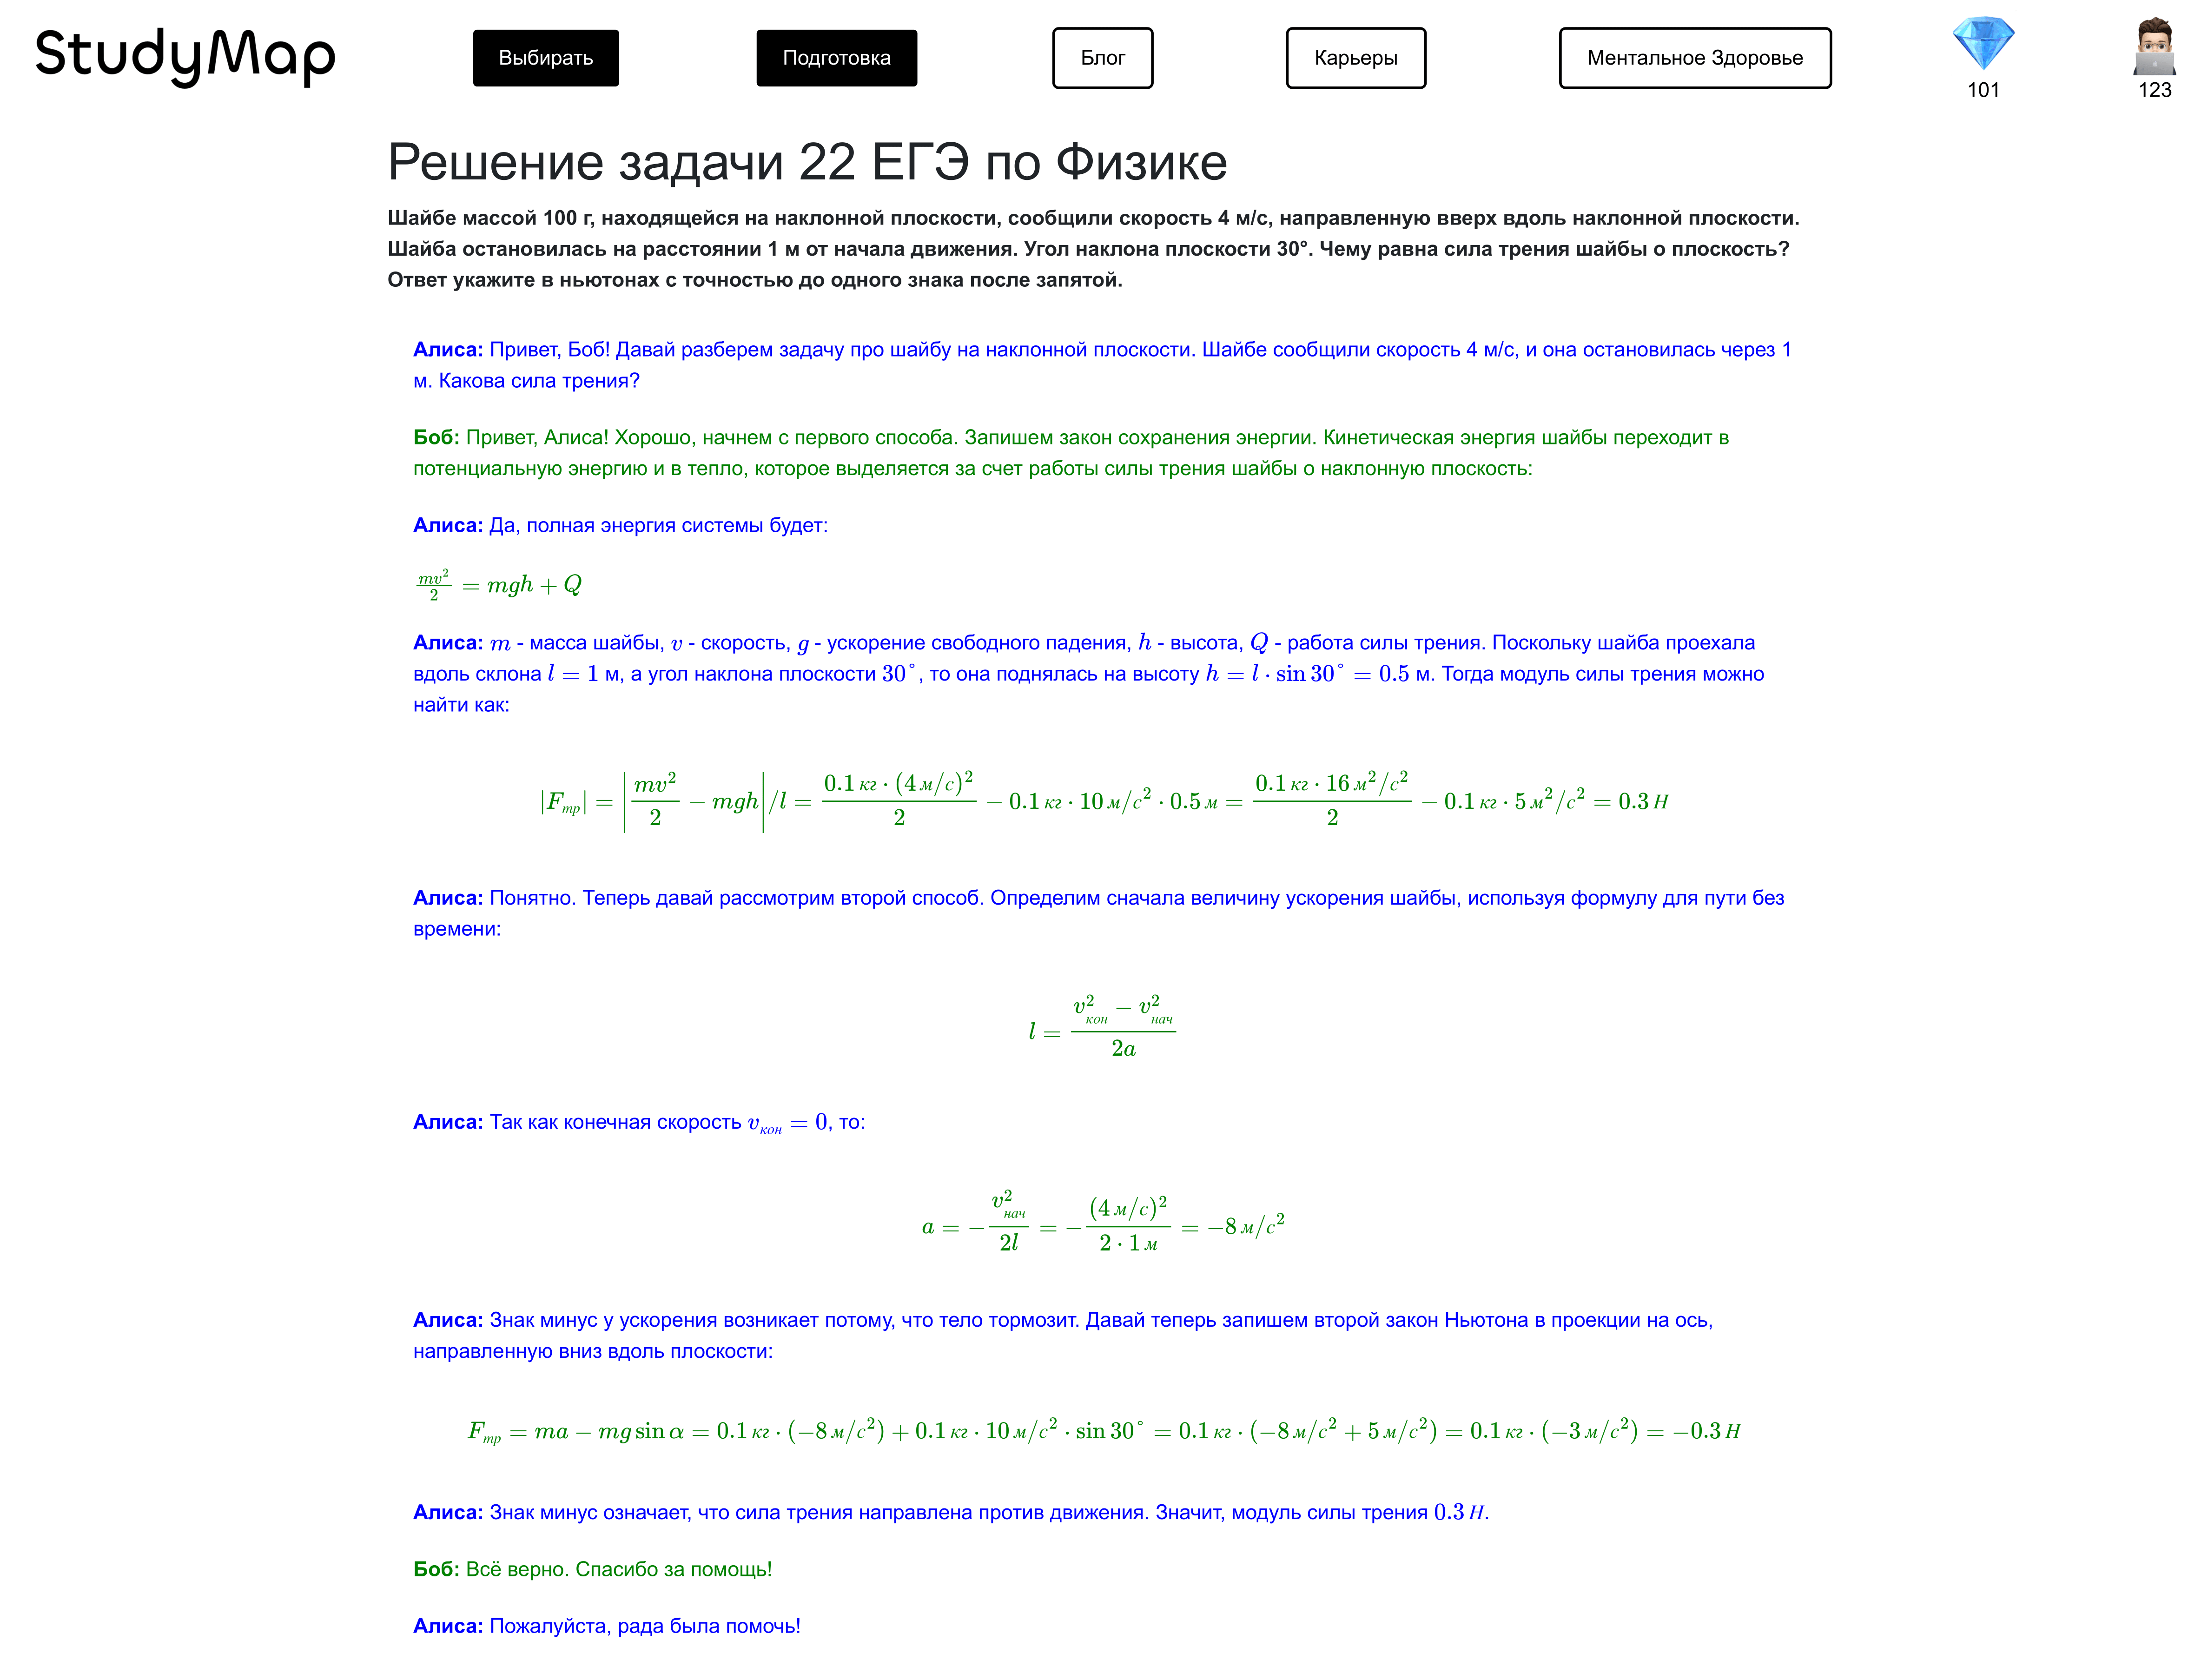 StudyMap
Выбирать
Подготовка
Блог
Карьеры
Ментальное Здоровье
101
123
Решение задачи 22 ЕГЭ по Физике
Шайбе массой 100 г, находящейся на наклонной плоскости, сообщили скорость 4 м/с, направленную вверх вдоль наклонной плоскости.
Шайба остановилась на расстоянии 1 м от начала движения. Угол наклона плоскости 30°. Чему равна сила трения шайбы о плоскость?
Ответ укажите в ньютонах с точностью до одного знака после запятой.
Алиса: Привет, Боб! Давай разберем задачу про шайбу на наклонной плоскости. Шайбе сообщили скорость 4 м/с, и она остановилась через 1
м. Какова сила трения?
Боб: Привет, Алиса! Хорошо, начнем с первого способа. Запишем закон сохранения энергии. Кинетическая энергия шайбы переходит в
потенциальную энергию и в тепло, которое выделяется за счет работы силы трения шайбы о наклонную плоскость:
Алиса: Да, полная энергия системы будет:
$\frac{mv^2}{2} = mgh + Q$
Алиса: $m$ - масса шайбы, $v$ - скорость, $g$ - ускорение свободного падения, $h$ - высота, $Q$ - работа силы трения. Поскольку шайба проехала
вдоль склона $l = 1$ м, а угол наклона плоскости $30^\circ$, то она поднялась на высоту $h = l \cdot \sin 30^\circ = 0.5$ м. Тогда модуль силы трения можно
найти как:
$|F_{тр}| = \left|\frac{mv^2}{2} - mgh\right|/l = \frac{0.1\,кг \cdot (4\,м/с)^2}{2} - 0.1\,кг \cdot 10\,м/с^2 \cdot 0.5\,м = \frac{0.1\,кг \cdot 16\,м^2/с^2}{2} - 0.1\,кг \cdot 5\,м^2/с^2 = 0.3\,Н$
Алиса: Понятно. Теперь давай рассмотрим второй способ. Определим сначала величину ускорения шайбы, используя формулу для пути без
времени:
$l = \frac{v_{кон}^2 - v_{нач}^2}{2a}$
Алиса: Так как конечная скорость $v_{кон} = 0$, то:
$a = -\frac{v_{нач}^2}{2l} = -\frac{(4\,м/с)^2}{2 \cdot 1\,м} = -8\,м/с^2$
Алиса: Знак минус у ускорения возникает потому, что тело тормозит. Давай теперь запишем второй закон Ньютона в проекции на ось,
направленную вниз вдоль плоскости:
$F_{тр} = ma - mg \sin \alpha = 0.1\,кг \cdot (-8\,м/с^2) + 0.1\,кг \cdot 10\,м/с^2 \cdot \sin 30^\circ = 0.1\,кг \cdot (-8\,м/с^2 + 5\,м/с^2) = 0.1\,кг \cdot (-3\,м/с^2) = -0.3\,Н$
Алиса: Знак минус означает, что сила трения направлена против движения. Значит, модуль силы трения $0.3\,Н$.
Боб: Всё верно. Спасибо за помощь!
Алиса: Пожалуйста, рада была помочь!